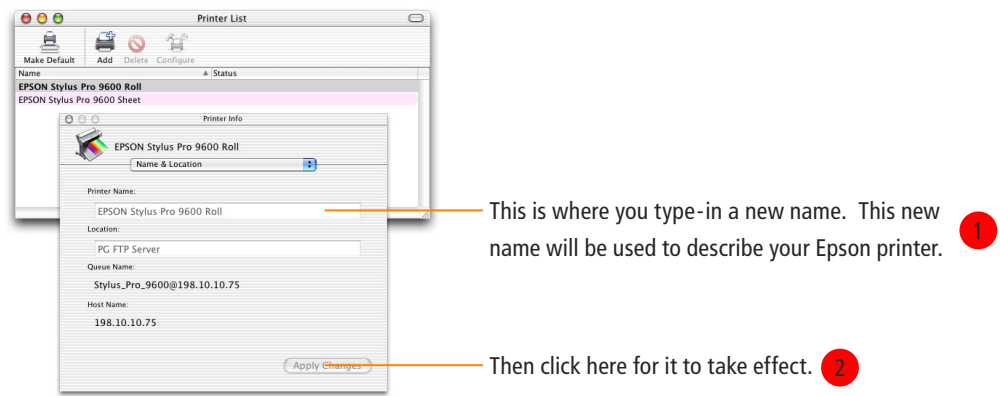 Printer List
Make Default Add Delete Configure
Name Status
EPSON Stylus Pro 9600 Roll
EPSON Stylus Pro 9600 Sheet
Printer Info
EPSON Stylus Pro 9600 Roll
Name & Location
Printer Name:
EPSON Stylus Pro 9600 Roll
Location:
PG FTP Server
Queue Name:
Stylus_Pro_9600@198.10.10.75
Host Name:
198.10.10.75
Apply Changes
This is where you type-in a new name. This new
name will be used to describe your Epson printer.
1
Then click here for it to take effect.
2